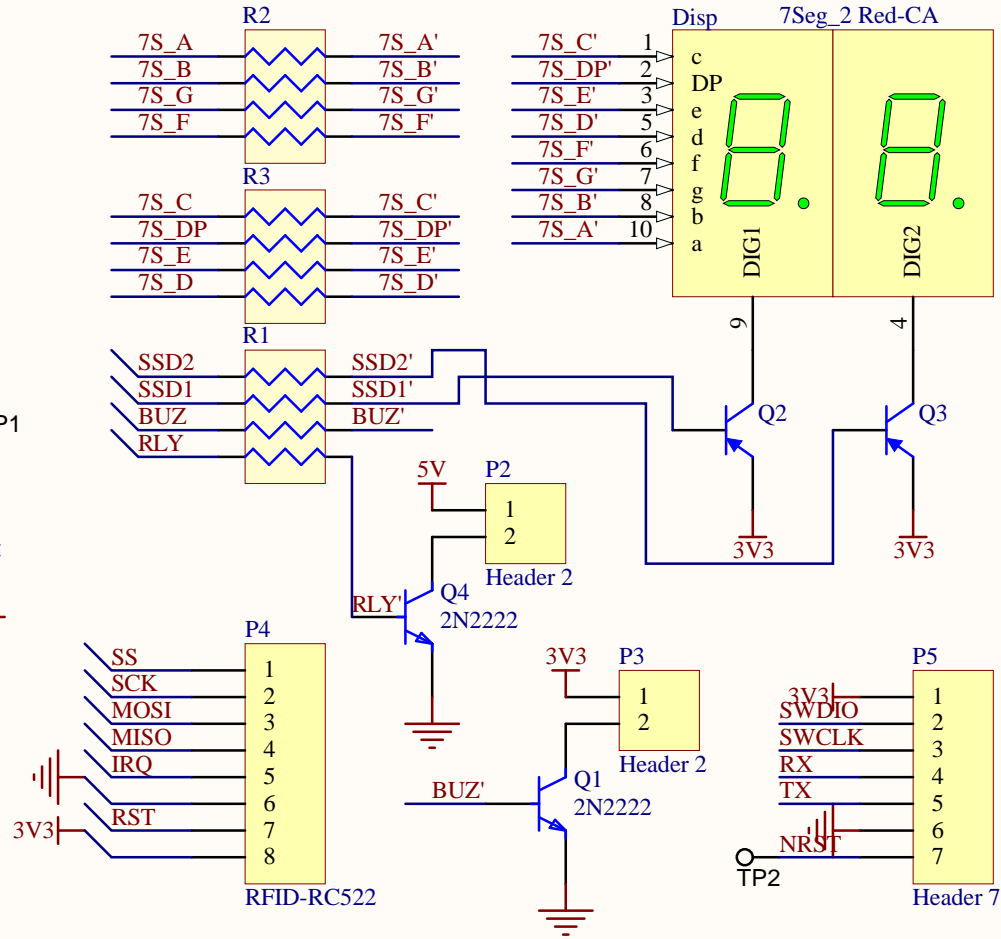 R2
7S_A 7S_A'
7S_B 7S_B'
7S_G 7S_G'
7S_F 7S_F'
R3
7S_C 7S_C'
7S_DP 7S_DP'
7S_E 7S_E'
7S_D 7S_D'
R1
SSD2 SSD2'
SSD1 SSD1'
BUZ BUZ'
RLY
Disp 7Seg_2 Red-CA
7S_C' 1 c
7S_DP' 2 DP
7S_E' 3 e
7S_D' 5 d
7S_F' 6 f
7S_G' 7 g
7S_B' 8 b
7S_A' 10 a
DIG1
DIG2
9
4
Q2
Q3
3V3
3V3
P1
5V
P2
1
2
Header 2
RLY'
Q4
2N2222
P4
SS 1
SCK 2
MOSI 3
MISO 4
IRQ 5
6
RST 7
3V3
8
RFID-RC522
3V3
P3
1
2
Header 2
BUZ'
Q1
2N2222
P5
3V3 1
SWDIO 2
SWCLK 3
RX 4
TX 5
6
NRST 7
TP2
Header 7